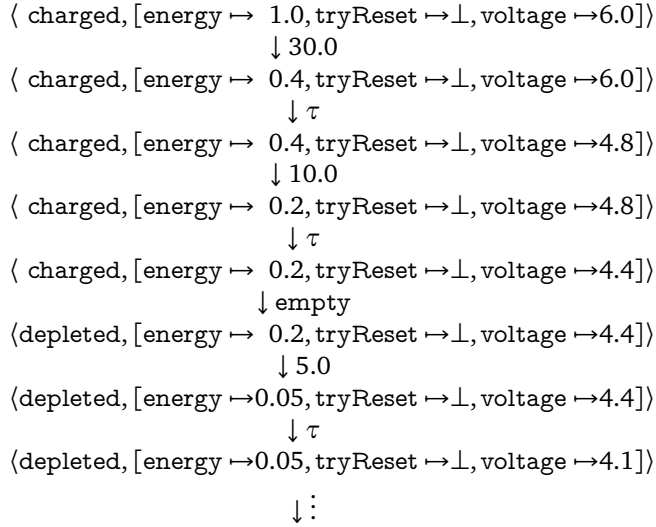 ⟨ charged, [energy ↦ 1.0, tryReset ↦⊥, voltage ↦6.0]⟩
↓ 30.0
⟨ charged, [energy ↦ 0.4, tryReset ↦⊥, voltage ↦6.0]⟩
↓ τ
⟨ charged, [energy ↦ 0.4, tryReset ↦⊥, voltage ↦4.8]⟩
↓ 10.0
⟨ charged, [energy ↦ 0.2, tryReset ↦⊥, voltage ↦4.8]⟩
↓ τ
⟨ charged, [energy ↦ 0.2, tryReset ↦⊥, voltage ↦4.4]⟩
↓ empty
⟨depleted, [energy ↦ 0.2, tryReset ↦⊥, voltage ↦4.4]⟩
↓ 5.0
⟨depleted, [energy ↦0.05, tryReset ↦⊥, voltage ↦4.4]⟩
↓ τ
⟨depleted, [energy ↦0.05, tryReset ↦⊥, voltage ↦4.1]⟩
↓ ⋮